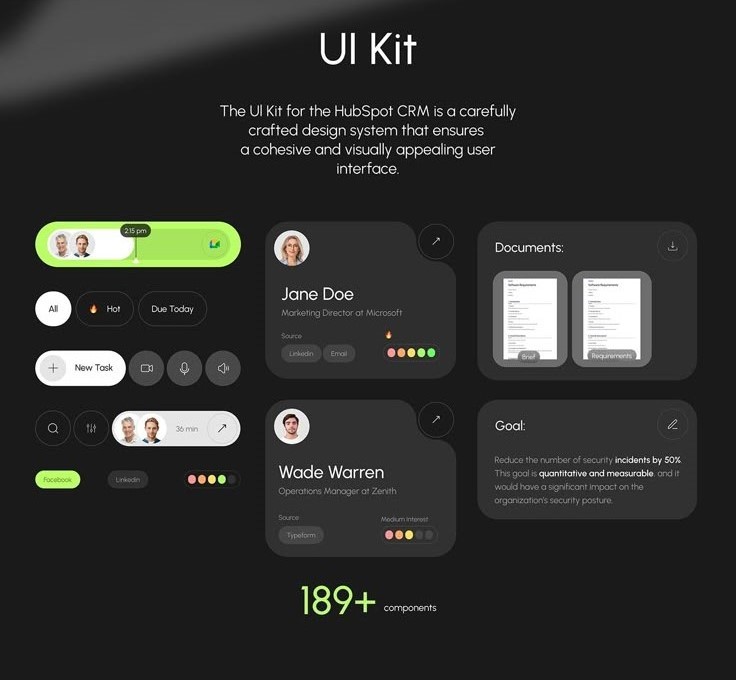 UI Kit
The UI Kit for the HubSpot CRM is a carefully
crafted design system that ensures
a cohesive and visually appealing user
interface.
2:15 pm
All
Hot
Due Today
New Task
36 min
Facebook
Linkedin
Jane Doe
Marketing Director at Microsoft
Source
Linkedin
Email
Wade Warren
Operations Manager at Zenith
Source
Medium Interest
Typeform
Documents:
Brief
Requirements
Goal:
Reduce the number of security incidents by 50%.
This goal is quantitative and measurable, and it
would have a significant impact on the
organization's security posture.
189+ components